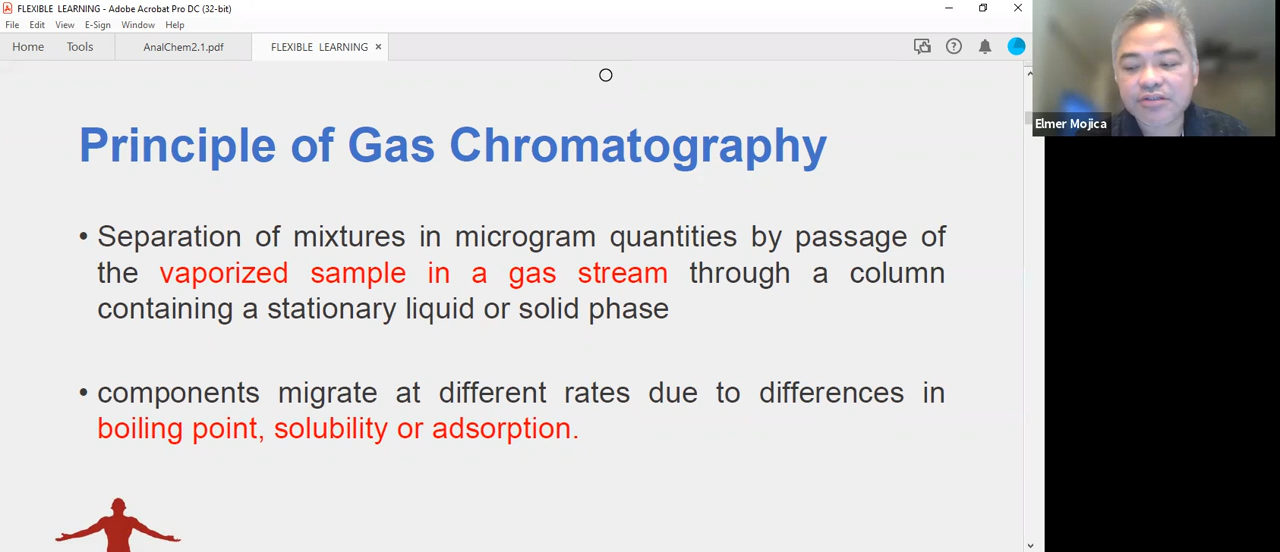 FLEXIBLE LEARNING - Adobe Acrobat Pro DC (32-bit)
File Edit View E-Sign Window Help
Home Tools AnalChem2.1.pdf FLEXIBLE LEARNING ×
Elmer Mojica
Principle of Gas Chromatography
• Separation of mixtures in microgram quantities by passage of
the vaporized sample in a gas stream through a column
containing a stationary liquid or solid phase
• components migrate at different rates due to differences in
boiling point, solubility or adsorption.